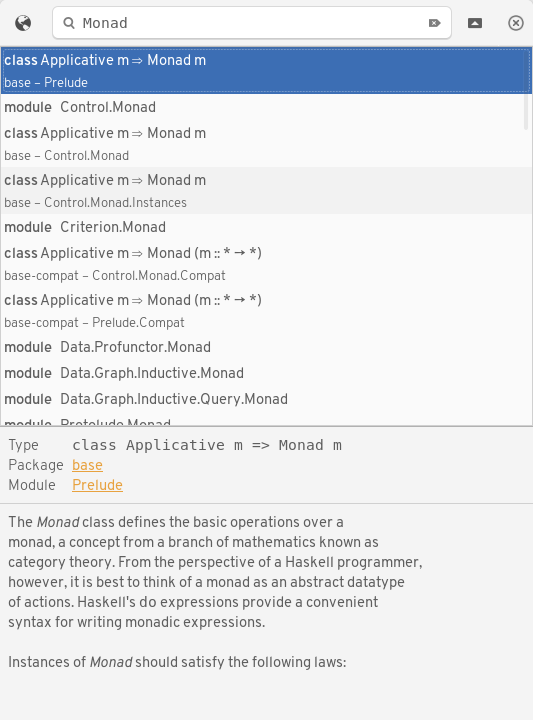 Monad
class Applicative m ⇒ Monad m
base – Prelude
module Control.Monad
class Applicative m ⇒ Monad m
base – Control.Monad
class Applicative m ⇒ Monad m
base – Control.Monad.Instances
module Criterion.Monad
class Applicative m ⇒ Monad (m :: * → *)
base-compat – Control.Monad.Compat
class Applicative m ⇒ Monad (m :: * → *)
base-compat – Prelude.Compat
module Data.Profunctor.Monad
module Data.Graph.Inductive.Monad
module Data.Graph.Inductive.Query.Monad
module Protolude.Monad
Type class Applicative m => Monad m
Package base
Module Prelude
The Monad class defines the basic operations over a
monad, a concept from a branch of mathematics known as
category theory. From the perspective of a Haskell programmer,
however, it is best to think of a monad as an abstract datatype
of actions. Haskell's do expressions provide a convenient
syntax for writing monadic expressions.
Instances of Monad should satisfy the following laws: